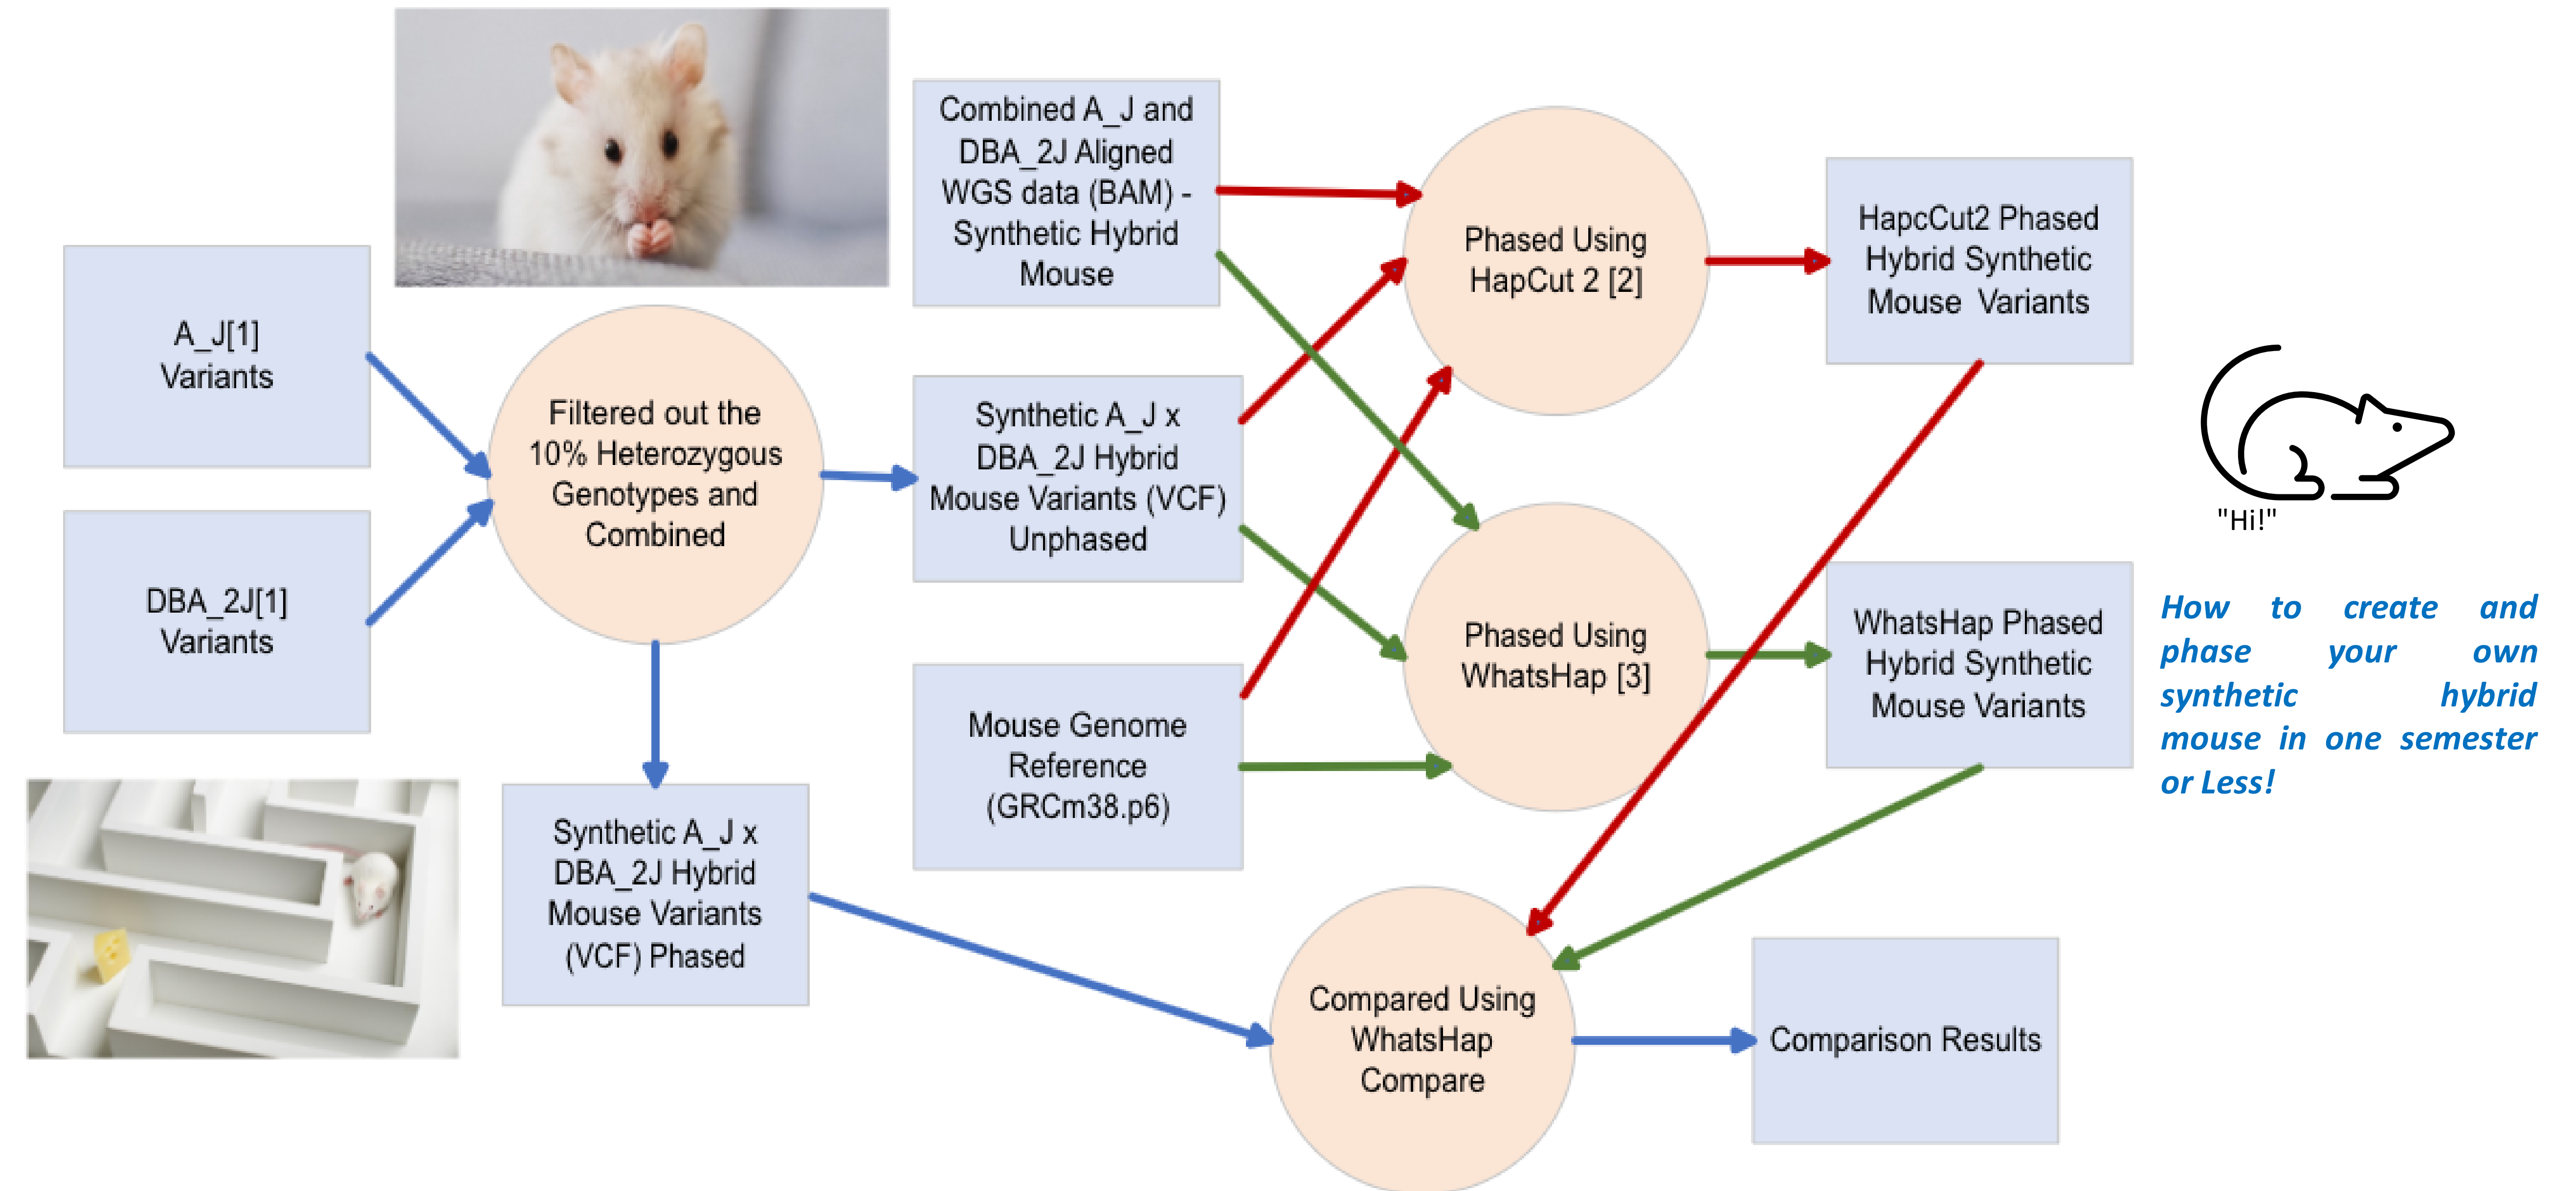 A_J[1]
Variants
DBA_2J[1]
Variants
Filtered out the
10% Heterozygous
Genotypes and
Combined
Synthetic A_J x
DBA_2J Hybrid
Mouse Variants
(VCF) Phased
Combined A_J and
DBA_2J Aligned
WGS data (BAM) -
Synthetic Hybrid
Mouse
Synthetic A_J x
DBA_2J Hybrid
Mouse Variants (VCF)
Unphased
Mouse Genome
Reference
(GRCm38.p6)
Phased Using
HapCut 2 [2]
Phased Using
WhatsHap [3]
HapcCut2 Phased
Hybrid Synthetic
Mouse Variants
WhatsHap Phased
Hybrid Synthetic
Mouse Variants
Compared Using
WhatsHap
Compare
Comparison Results
"Hi!"
How to create and
phase your own
synthetic hybrid
mouse in one semester
or Less!